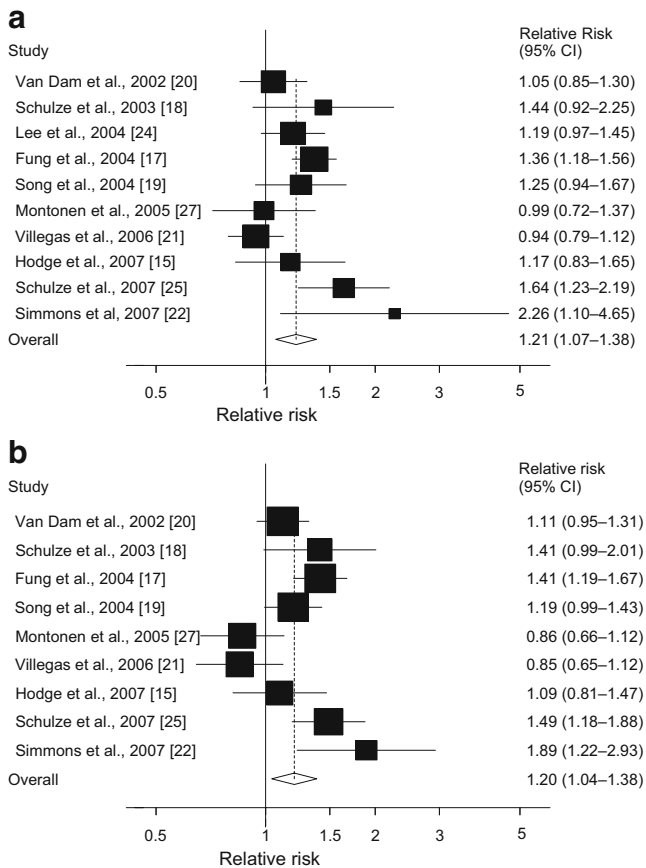 a
Study
Relative Risk
(95% CI)
Van Dam et al., 2002 [20] 1.05 (0.85–1.30)
Schulze et al., 2003 [18] 1.44 (0.92–2.25)
Lee et al., 2004 [24] 1.19 (0.97–1.45)
Fung et al., 2004 [17] 1.36 (1.18–1.56)
Song et al., 2004 [19] 1.25 (0.94–1.67)
Montonen et al., 2005 [27] 0.99 (0.72–1.37)
Villegas et al., 2006 [21] 0.94 (0.79–1.12)
Hodge et al., 2007 [15] 1.17 (0.83–1.65)
Schulze et al., 2007 [25] 1.64 (1.23–2.19)
Simmons et al, 2007 [22] 2.26 (1.10–4.65)
Overall 1.21 (1.07–1.38)
0.5 1 1.5 2 5
Relative risk
b
Study
Relative risk
(95% CI)
Van Dam et al., 2002 [20] 1.11 (0.95–1.31)
Schulze et al., 2003 [18] 1.41 (0.99–2.01)
Fung et al., 2004 [17] 1.41 (1.19–1.67)
Song et al., 2004 [19] 1.19 (0.99–1.43)
Montonen et al., 2005 [27] 0.86 (0.66–1.12)
Villegas et al., 2006 [21] 0.85 (0.65–1.12)
Hodge et al., 2007 [15] 1.09 (0.81–1.47)
Schulze et al., 2007 [25] 1.49 (1.18–1.88)
Simmons et al., 2007 [22] 1.89 (1.22–2.93)
Overall 1.20 (1.04–1.38)
0.5 1 1.5 2 5
Relative risk